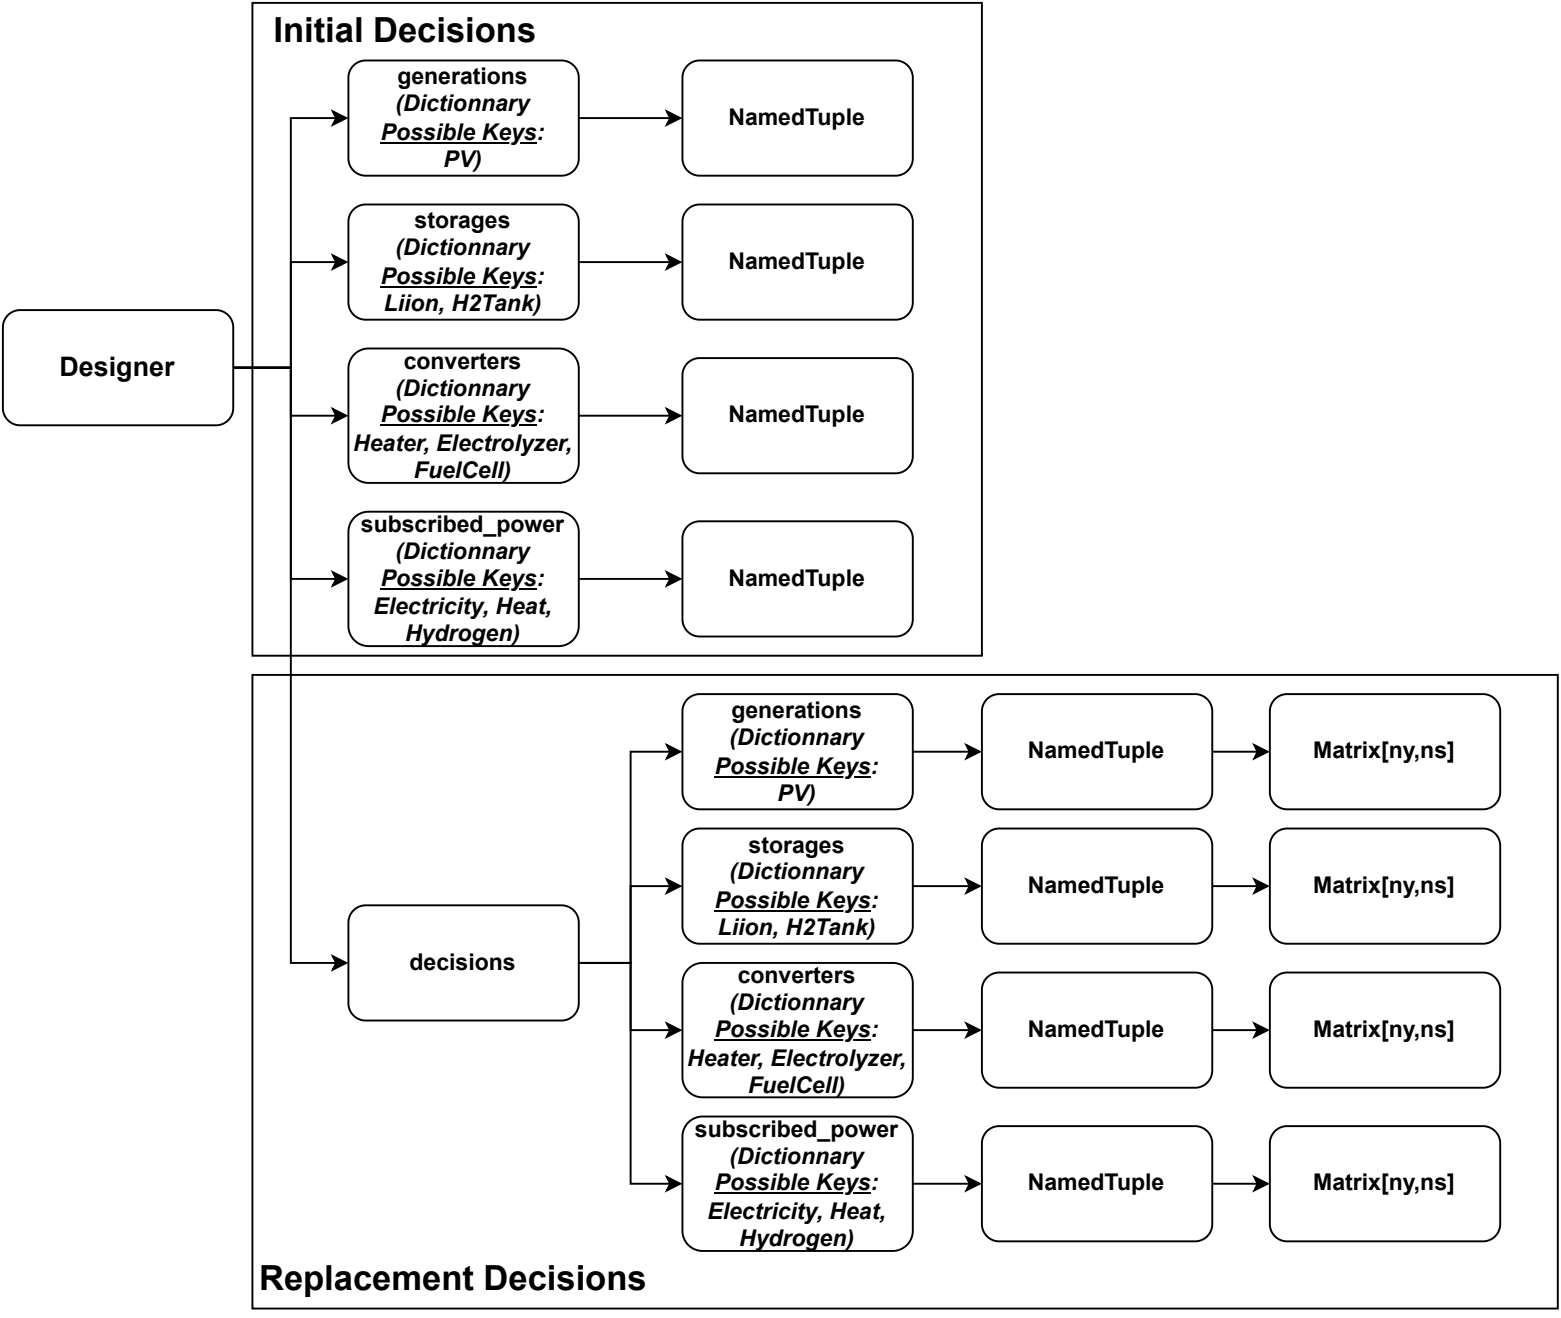 Initial Decisions
generations
(Dictionnary
Possible Keys:
PV)
NamedTuple
storages
(Dictionnary
Possible Keys:
Liion, H2Tank)
NamedTuple
Designer
converters
(Dictionnary
Possible Keys:
Heater, Electrolyzer,
FuelCell)
NamedTuple
subscribed_power
(Dictionnary
Possible Keys:
Electricity, Heat,
Hydrogen)
NamedTuple
generations
(Dictionnary
Possible Keys:
PV)
NamedTuple
Matrix[ny,ns]
storages
(Dictionnary
Possible Keys:
Liion, H2Tank)
NamedTuple
Matrix[ny,ns]
decisions
converters
(Dictionnary
Possible Keys:
Heater, Electrolyzer,
FuelCell)
NamedTuple
Matrix[ny,ns]
subscribed_power
(Dictionnary
Possible Keys:
Electricity, Heat,
Hydrogen)
NamedTuple
Matrix[ny,ns]
Replacement Decisions